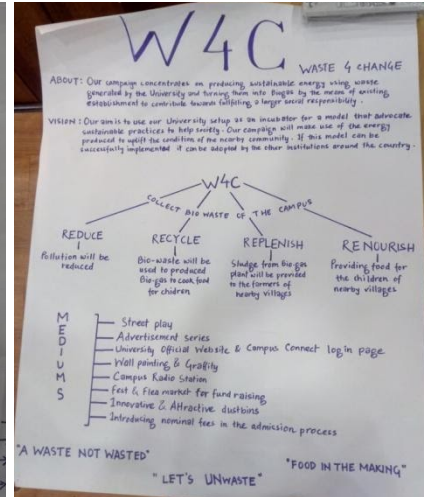 W4C
WASTE 4 CHANGE
ABOUT: Our campaign concentrates on producing sustainable energy using waste
generated by the University and turning them into Biogas by the means of existing
establishment to contribute towards fulfilling a larger social responsibility.
VISION: Our aim is to use our University setup as an incubator for a model that advocate
sustainable practices to help society. Our campaign will make use of the energy
produced to uplift the condition of the nearby community. If this model can be
successfully implemented it can be adopted by the other institutions around the country.
W4C
COLLECT BIO WASTE OF THE CAMPUS
REDUCE
Pollution will be
reduced
RECYCLE
Bio-waste will be
used to produced
Bio-gas to cook food
for chidren
REPLENISH
Sludge from Bio-gas
plant will be provided
to the farmers of
nearby villages
RENOURISH
Providing food for
the children of
nearby villages
MEDIUMS
Street play
Advertisement series
University Official Website & Campus Connect log in page
Wall painting & Grafity
Campus Radio Station
Fest & Flea market for fund raising
Innovative & Attractive dustbins
Introducing nominal fees in the admission process
"A WASTE NOT WASTED"
"LET'S UNWASTE"
"FOOD IN THE MAKING"